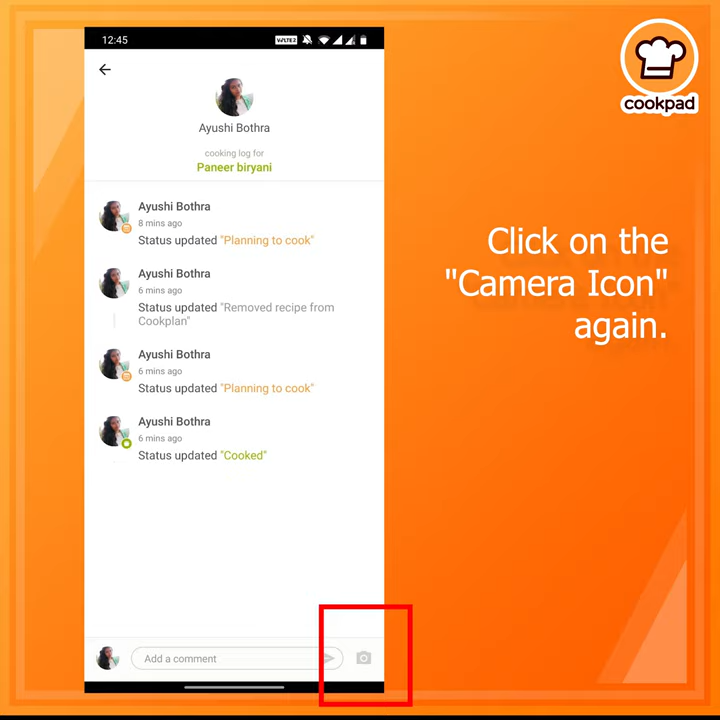 12:45
VoLTE 2
cookpad
Ayushi Bothra
cooking log for
Paneer biryani
Ayushi Bothra
8 mins ago
Status updated "Planning to cook"
Ayushi Bothra
6 mins ago
Status updated "Removed recipe from
Cookplan"
Ayushi Bothra
6 mins ago
Status updated "Planning to cook"
Ayushi Bothra
6 mins ago
Status updated "Cooked"
Add a comment
Click on the
"Camera Icon"
again.